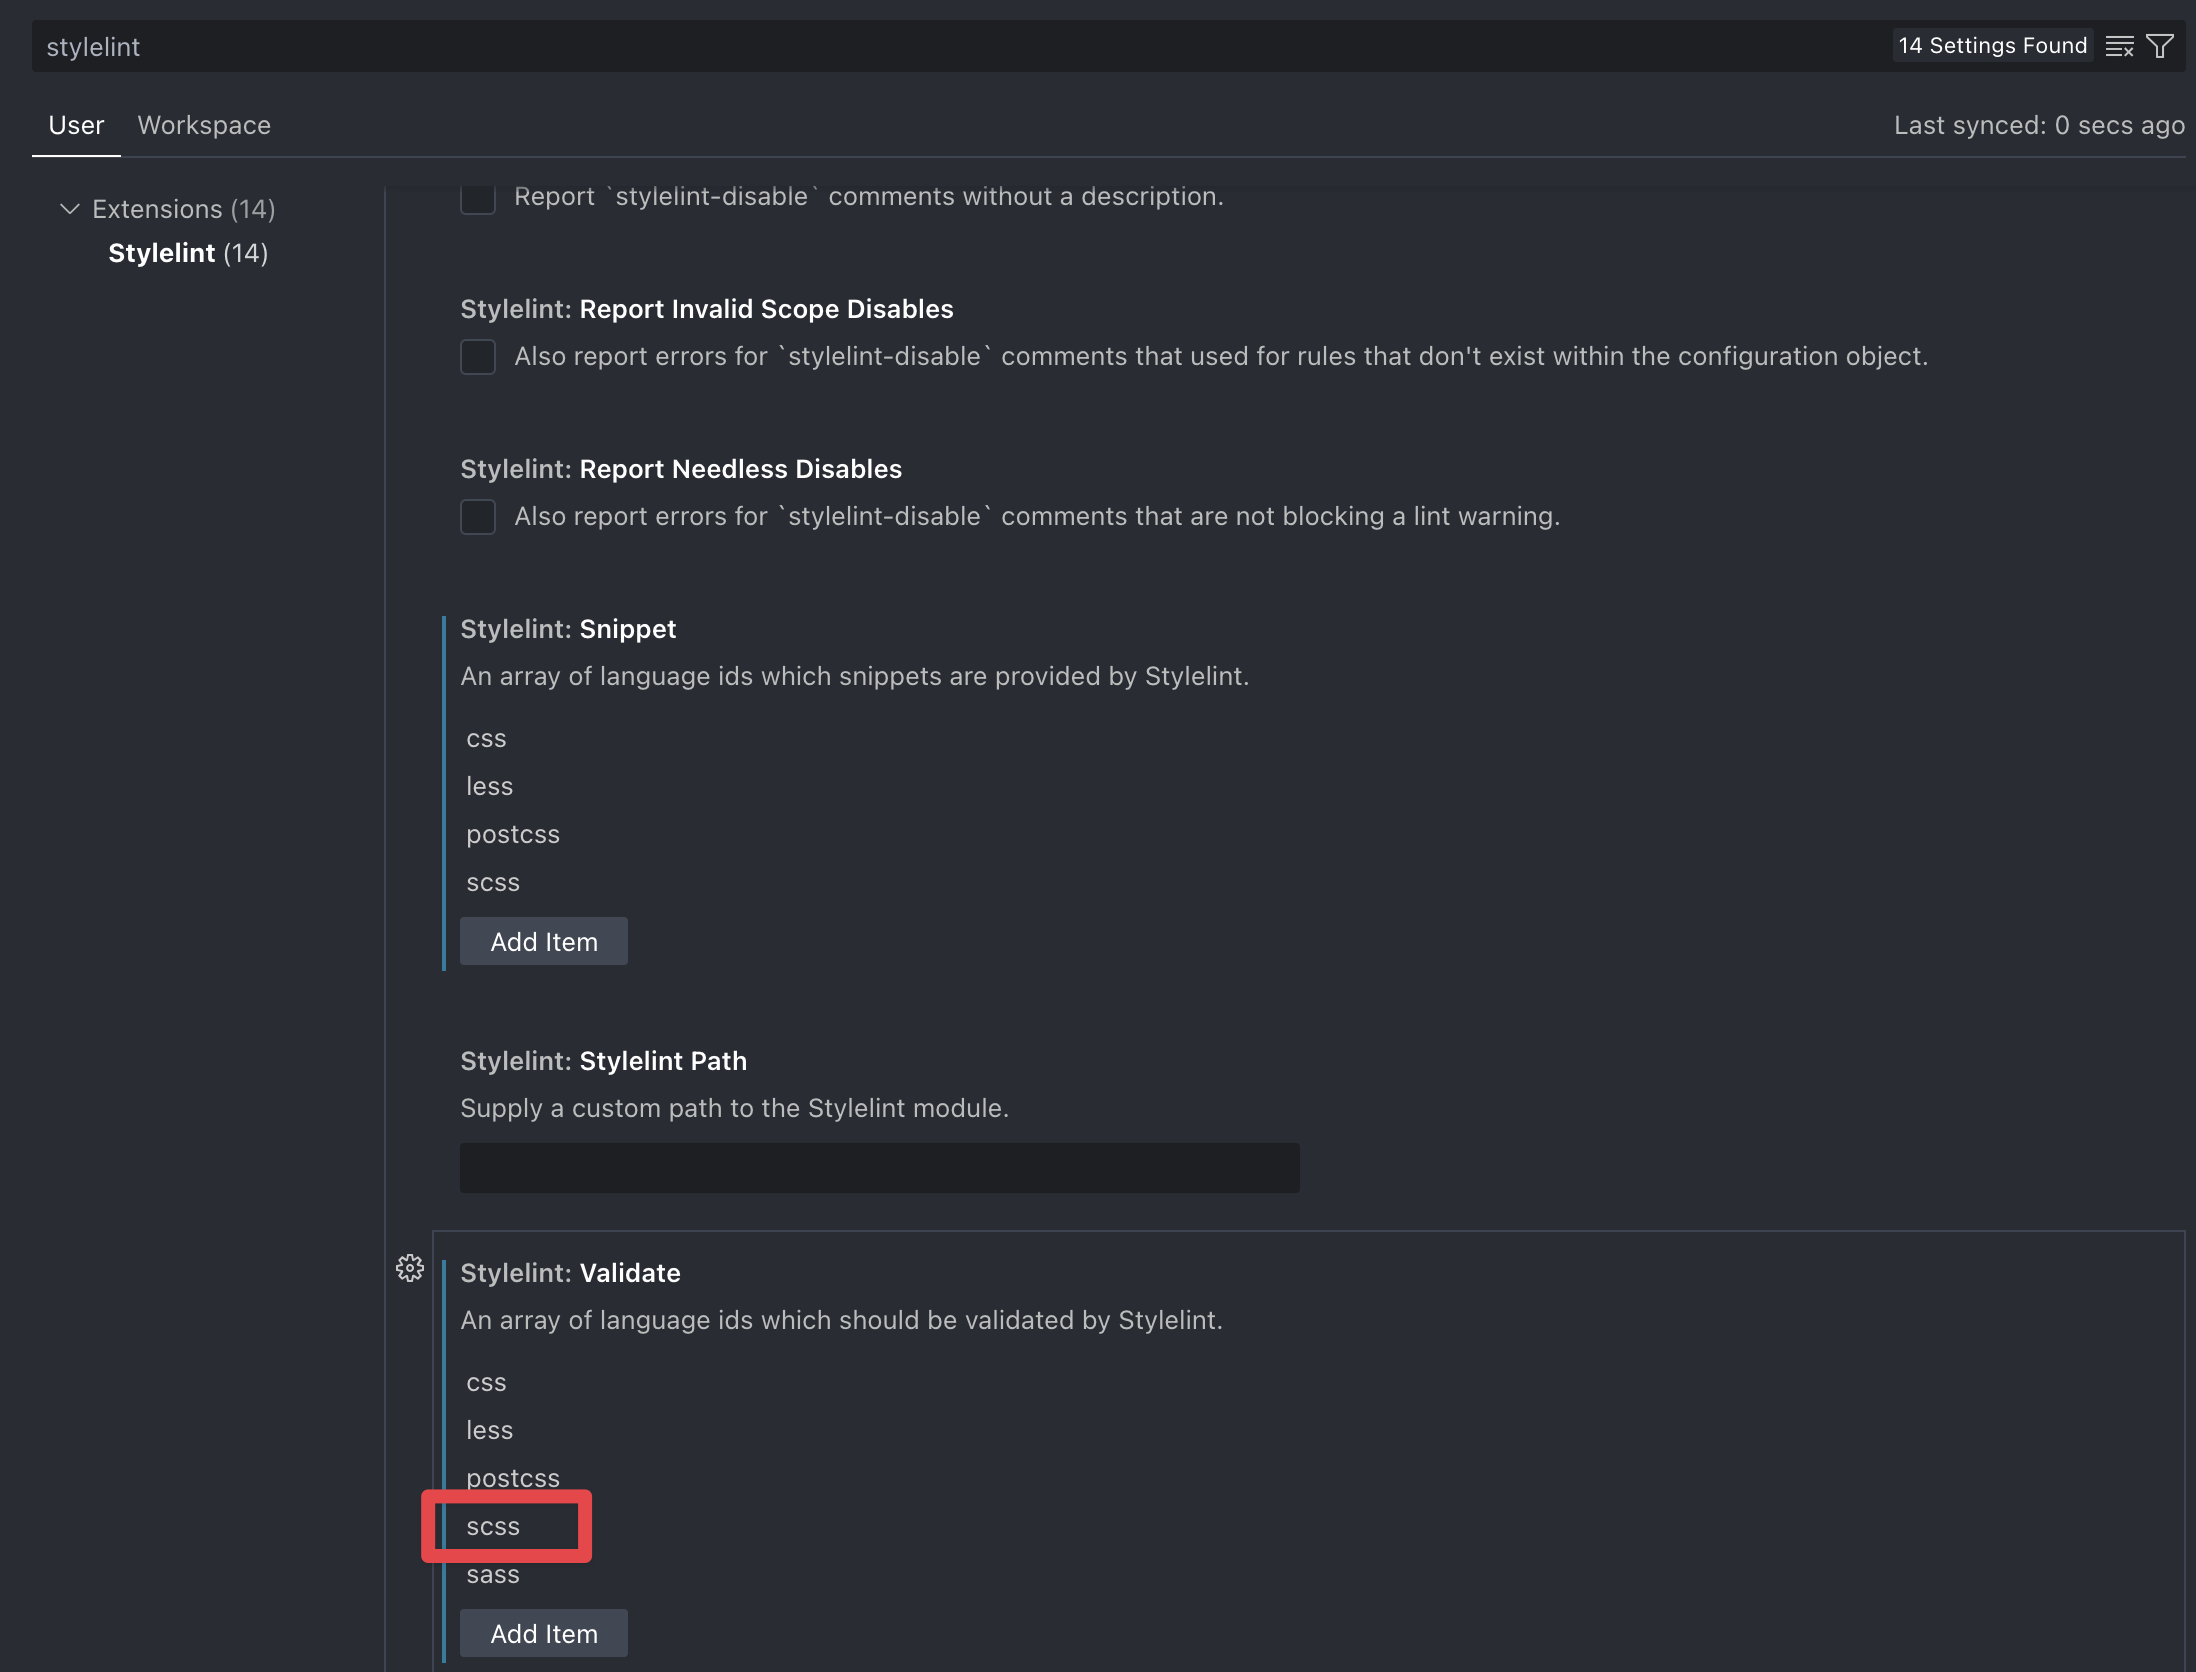 stylelint
14 Settings Found
User
Workspace
Last synced: 0 secs ago
Extensions (14)
Stylelint (14)
Report `stylelint-disable` comments without a description.
Stylelint: Report Invalid Scope Disables
Also report errors for `stylelint-disable` comments that used for rules that don't exist within the configuration object.
Stylelint: Report Needless Disables
Also report errors for `stylelint-disable` comments that are not blocking a lint warning.
Stylelint: Snippet
An array of language ids which snippets are provided by Stylelint.
css
less
postcss
scss
Add Item
Stylelint: Stylelint Path
Supply a custom path to the Stylelint module.
Stylelint: Validate
An array of language ids which should be validated by Stylelint.
css
less
postcss
scss
sass
Add Item